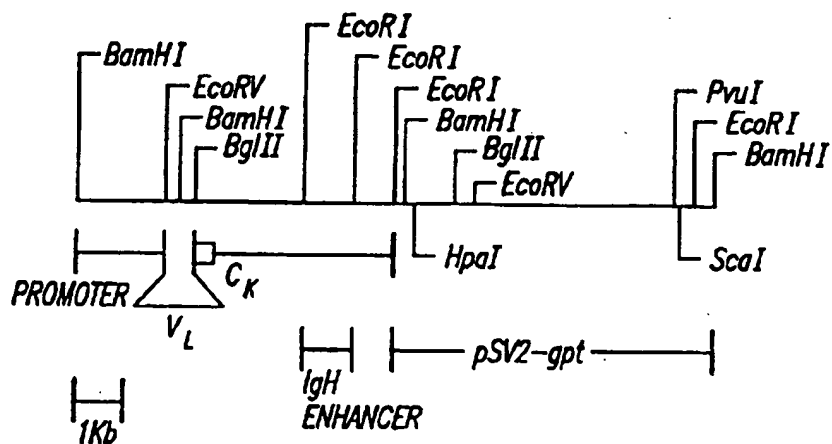 EcoRI
BamHI
EcoRI
EcoRV
EcoRI
PvuI
BamHI
BamHI
EcoRI
BglII
BglII
BamHI
EcoRV
HpaI
ScaI
PROMOTER
CK
VL
pSV2-gpt
IgH
ENHANCER
1Kb